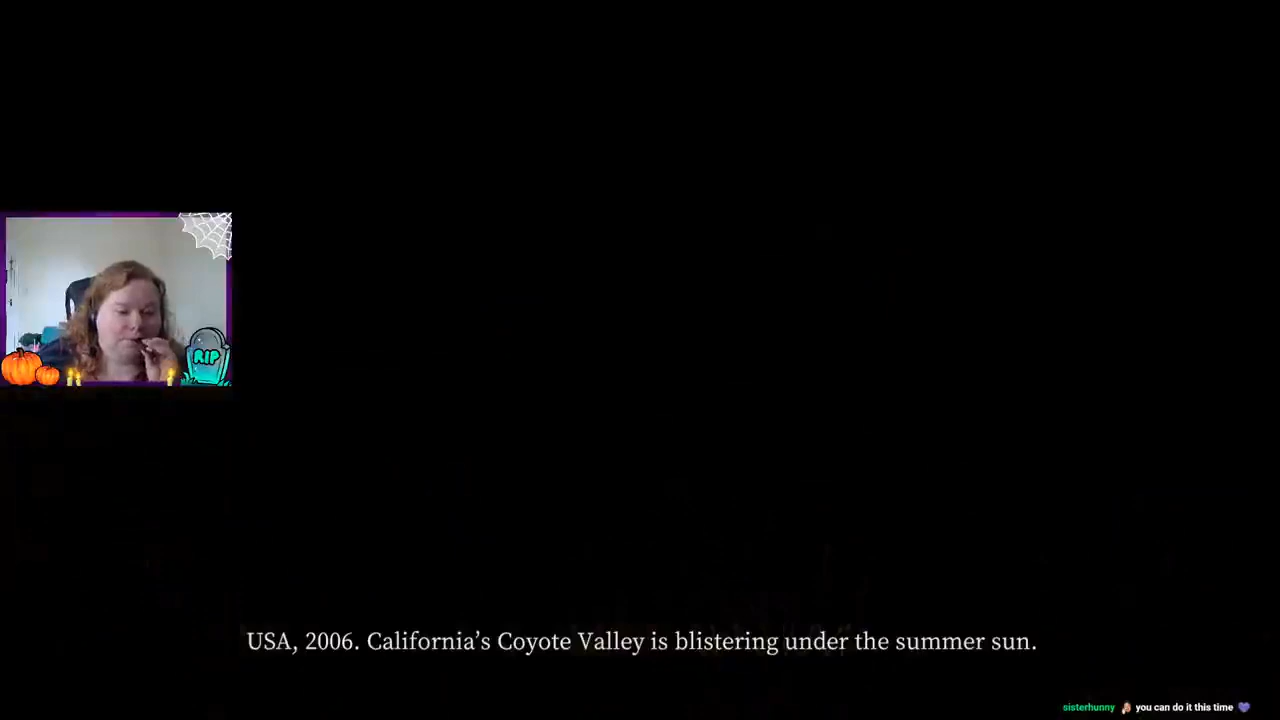 RIP
USA, 2006. California’s Coyote Valley is blistering under the summer sun.
sisterhunny you can do it this time